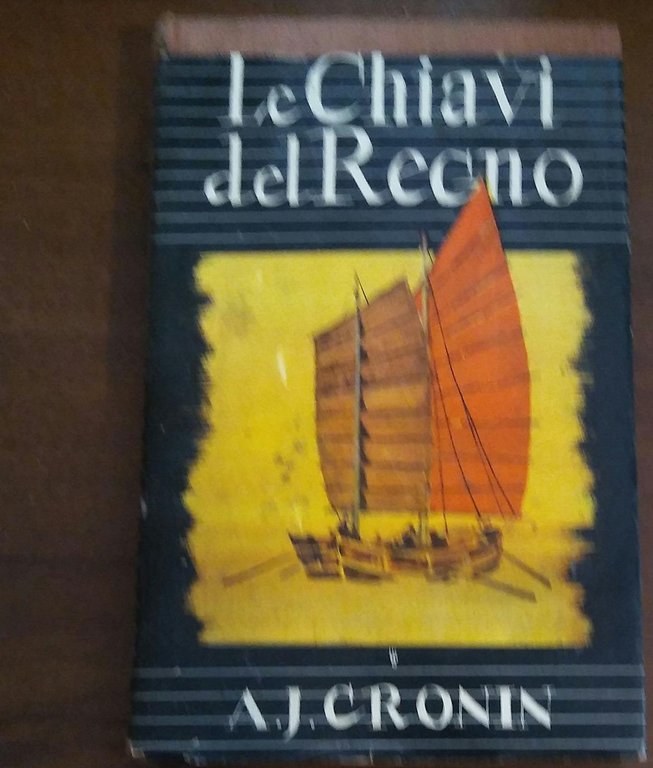 Le Chiavi
del Regno
A.J. CRONIN